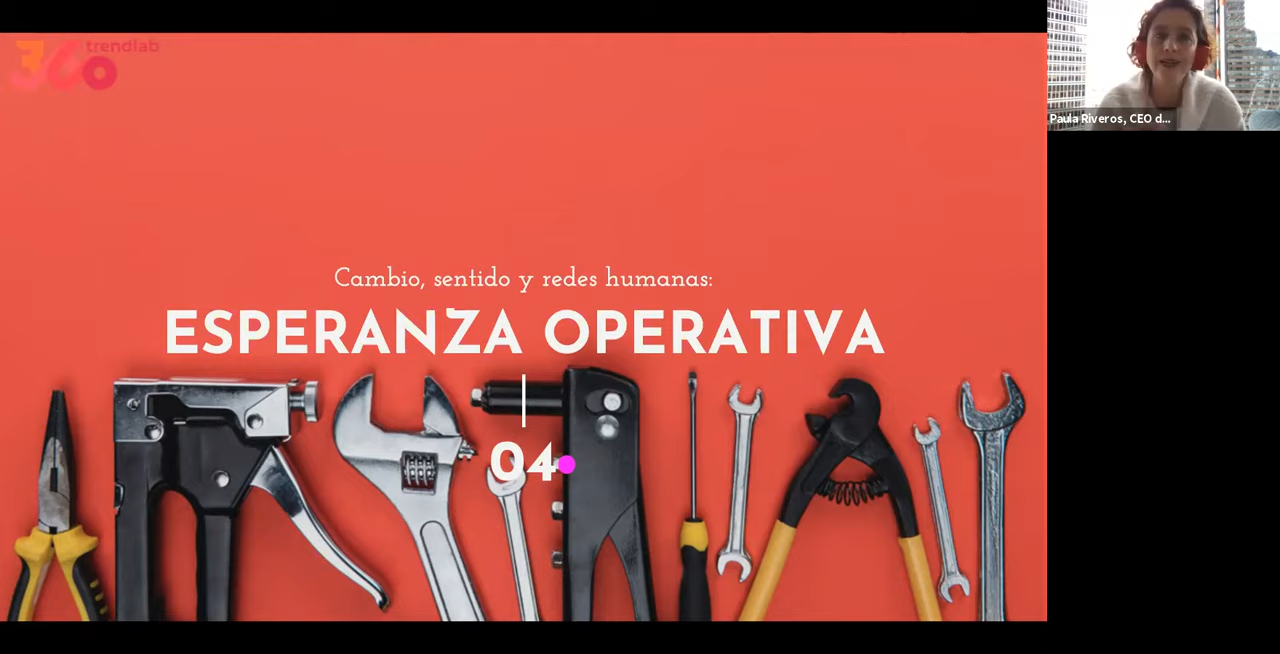 360 trendlab
Paula Riveros, CEO d...
Cambio, sentido y redes humanas:
ESPERANZA OPERATIVA
04